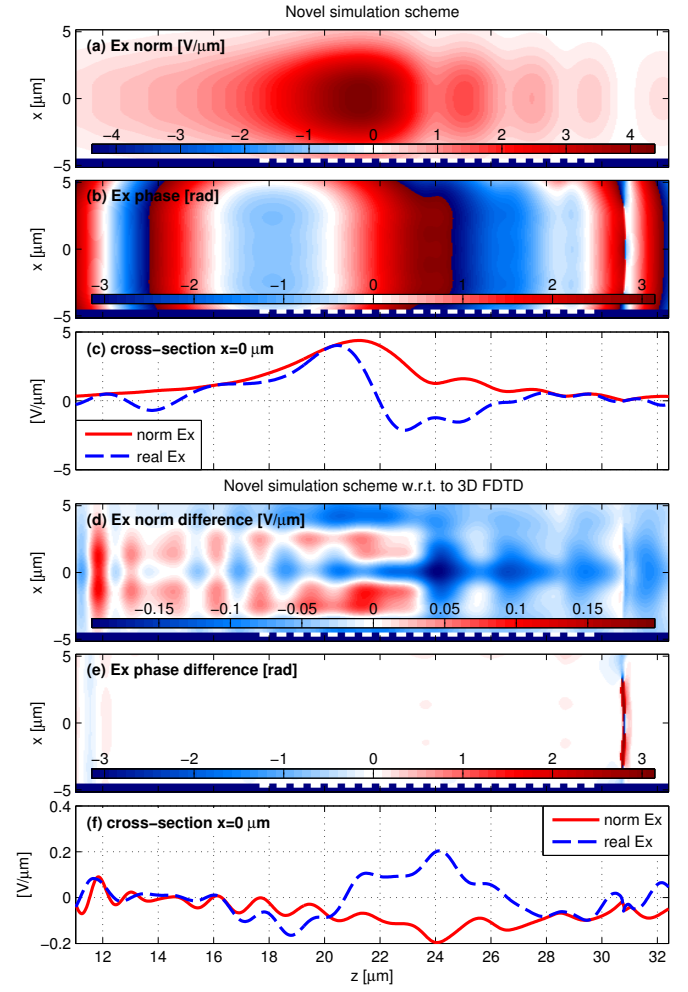 Novel simulation scheme
5
(a) Ex norm [V/μm]
x [μm]
0
−4 −3 −2 −1 0 1 2 3 4
−5
5
(b) Ex phase [rad]
x [μm]
0
−3 −2 −1 0 1 2 3
−5
5
(c) cross−section x=0 μm
[V/μm]
0
norm Ex
real Ex
−5
Novel simulation scheme w.r.t. to 3D FDTD
5
(d) Ex norm difference [V/μm]
x [μm]
0
−0.15 −0.1 −0.05 0 0.05 0.1 0.15
−5
5
(e) Ex phase difference [rad]
x [μm]
0
−3 −2 −1 0 1 2 3
−5
0.4
(f) cross−section x=0 μm
norm Ex
real Ex
[V/μm]
0.2
0
−0.2
12 14 16 18 20 22 24 26 28 30 32
z [μm]